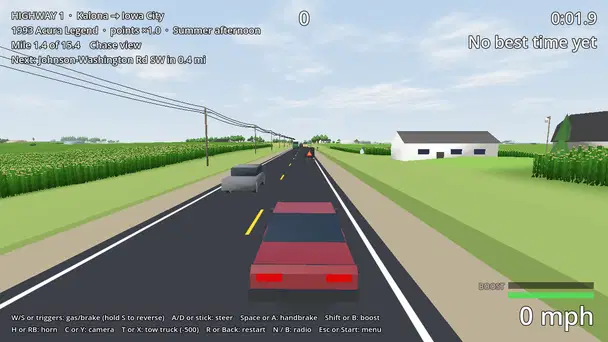 HIGHWAY 1 · Kalona → Iowa City
1993 Acura Legend · points ×1.0 · Summer afternoon
Mile 1.4 of 15.4 Chase view
Next: Johnson-Washington Rd SW in 0.4 mi
0
0:01.9
No best time yet
BOOST
0 mph
W/S or triggers: gas/brake (hold S to reverse) A/D or stick: steer Space or A: handbrake Shift or B: boost
H or RB: horn C or Y: camera T or X: tow truck (-500) R or Back: restart N / B: radio Esc or Start: menu